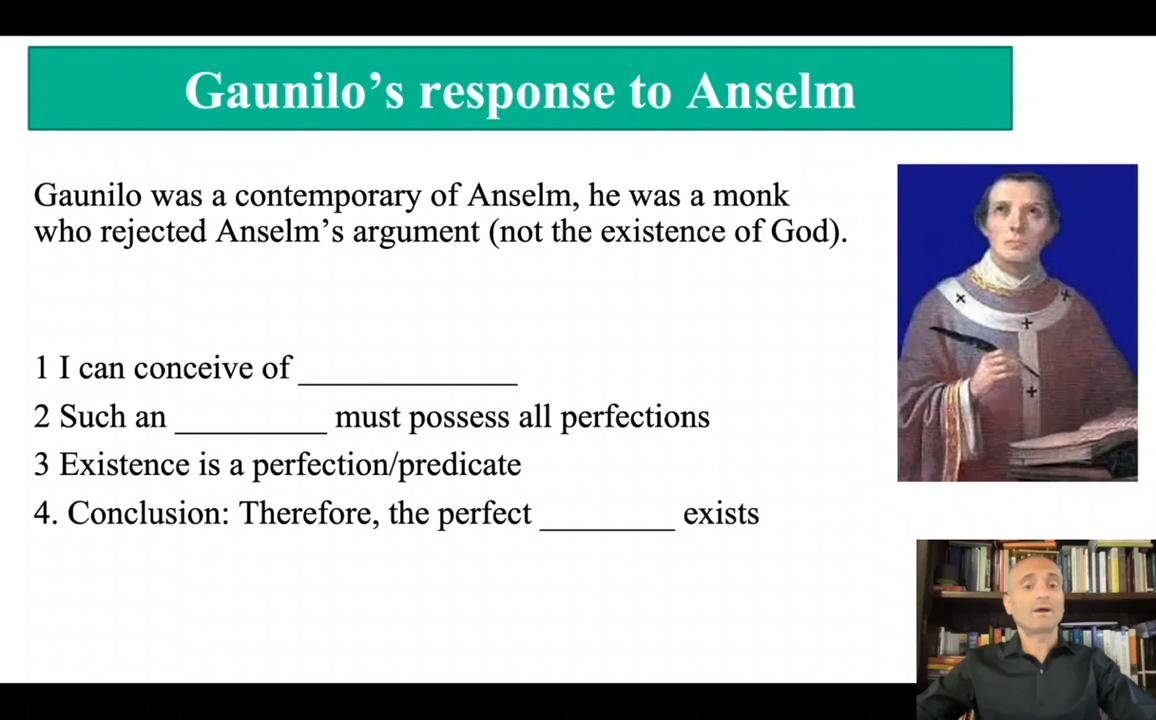 Gaunilo's response to Anselm
Gaunilo was a contemporary of Anselm, he was a monk
who rejected Anselm's argument (not the existence of God).
1 I can conceive of ______________
2 Such an __________ must possess all perfections
3 Existence is a perfection/predicate
4. Conclusion: Therefore, the perfect _________ exists